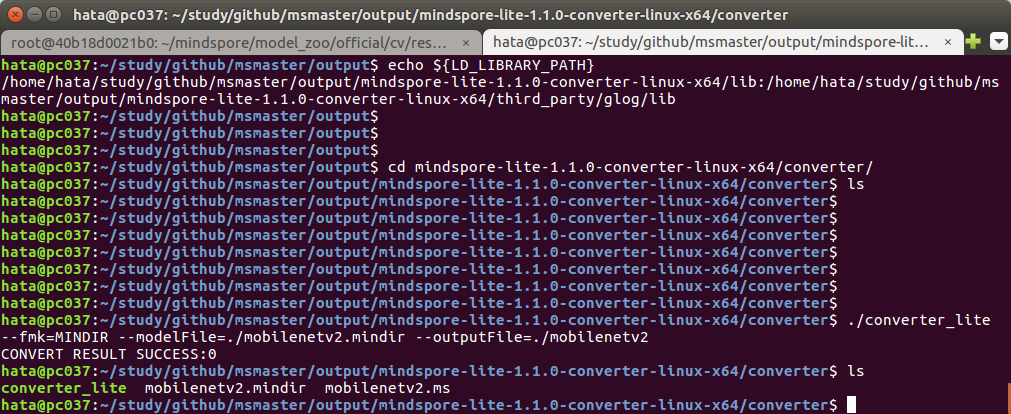 hata@pc037: ~/study/github/msmaster/output/mindspore-lite-1.1.0-converter-linux-x64/converter
root@40b18d0021b0: ~/mindspore/model_zoo/official/cv/res... × hata@pc037: ~/study/github/msmaster/output/mindspore-lit... ×
hata@pc037:~/study/github/msmaster/output$ echo ${LD_LIBRARY_PATH}
/home/hata/study/github/msmaster/output/mindspore-lite-1.1.0-converter-linux-x64/lib:/home/hata/study/github/ms
master/output/mindspore-lite-1.1.0-converter-linux-x64/third_party/glog/lib
hata@pc037:~/study/github/msmaster/output$
hata@pc037:~/study/github/msmaster/output$
hata@pc037:~/study/github/msmaster/output$
hata@pc037:~/study/github/msmaster/output$ cd mindspore-lite-1.1.0-converter-linux-x64/converter/
hata@pc037:~/study/github/msmaster/output/mindspore-lite-1.1.0-converter-linux-x64/converter$ ls
hata@pc037:~/study/github/msmaster/output/mindspore-lite-1.1.0-converter-linux-x64/converter$
hata@pc037:~/study/github/msmaster/output/mindspore-lite-1.1.0-converter-linux-x64/converter$
hata@pc037:~/study/github/msmaster/output/mindspore-lite-1.1.0-converter-linux-x64/converter$
hata@pc037:~/study/github/msmaster/output/mindspore-lite-1.1.0-converter-linux-x64/converter$
hata@pc037:~/study/github/msmaster/output/mindspore-lite-1.1.0-converter-linux-x64/converter$
hata@pc037:~/study/github/msmaster/output/mindspore-lite-1.1.0-converter-linux-x64/converter$
hata@pc037:~/study/github/msmaster/output/mindspore-lite-1.1.0-converter-linux-x64/converter$
hata@pc037:~/study/github/msmaster/output/mindspore-lite-1.1.0-converter-linux-x64/converter$ ./converter_lite
--fmk=MINDIR --modelFile=./mobilenetv2.mindir --outputFile=./mobilenetv2
CONVERT RESULT SUCCESS:0
hata@pc037:~/study/github/msmaster/output/mindspore-lite-1.1.0-converter-linux-x64/converter$ ls
converter_lite mobilenetv2.mindir mobilenetv2.ms
hata@pc037:~/study/github/msmaster/output/mindspore-lite-1.1.0-converter-linux-x64/converter$